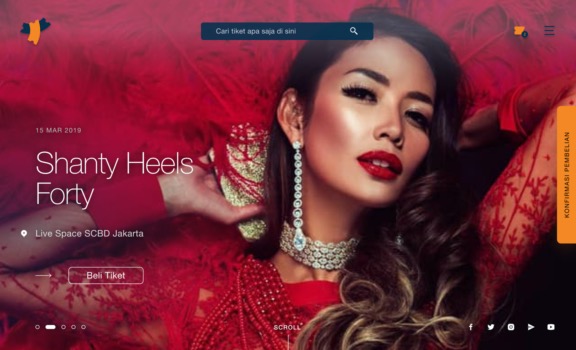 Cari tiket apa saja di sini
15 MAR 2019
Shanty Heels
Forty
Live Space SCBD Jakarta
Beli Tiket
KONFIRMASI PEMBELIAN
SCROLL